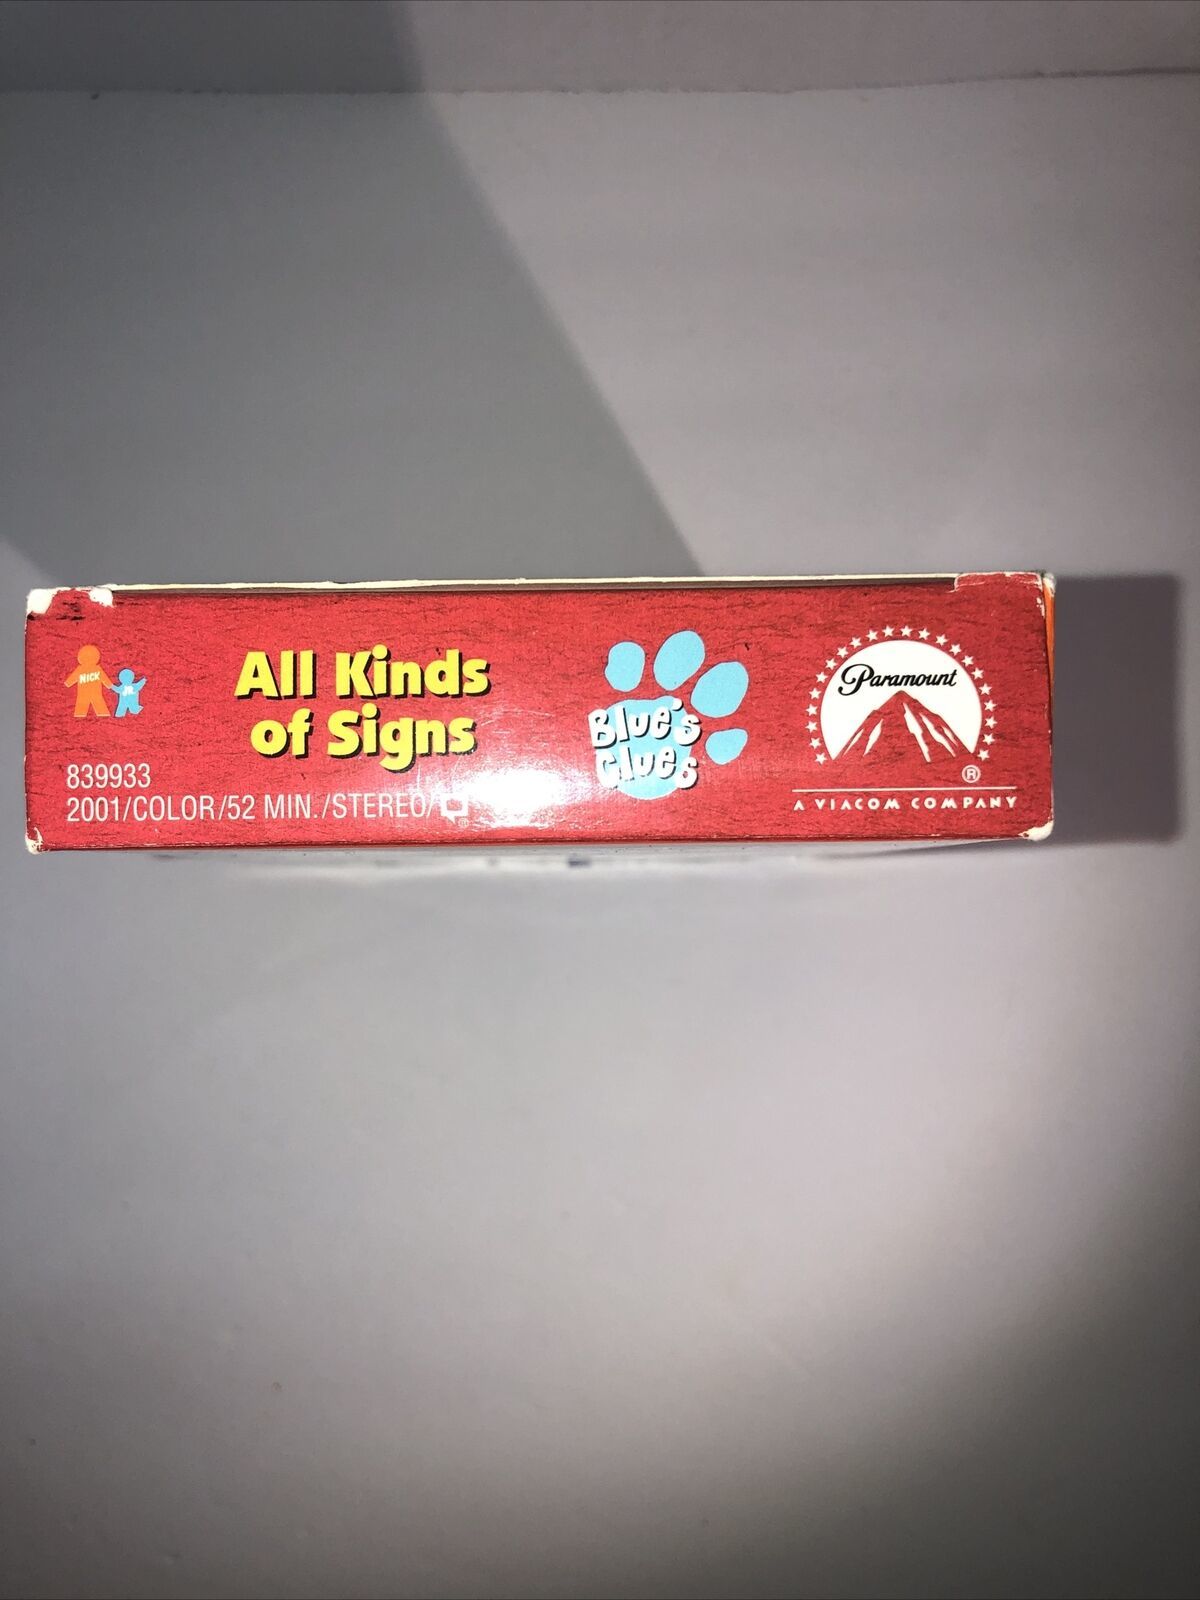 NICK
JR.
All Kinds
of Signs
839933
2001/COLOR/52 MIN./STEREO/
Blue's
Clues
Paramount
®
A VIACOM COMPANY